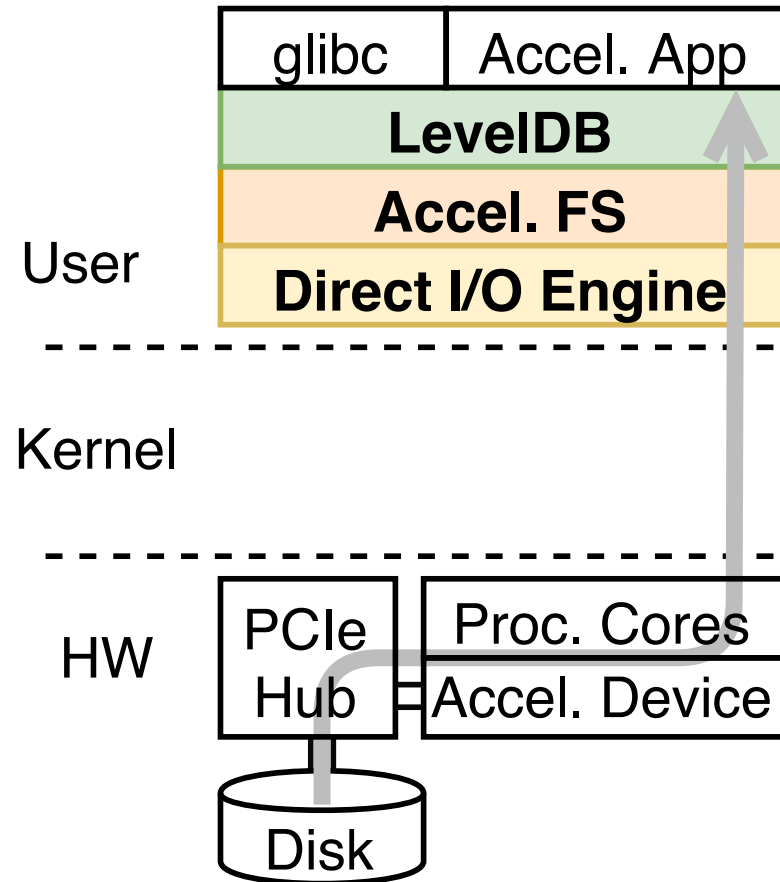 glibc
Accel. App
LevelDB
Accel. FS
User
Direct I/O Engine
Kernel
HW
PCIe
Hub
Proc. Cores
Accel. Device
Disk